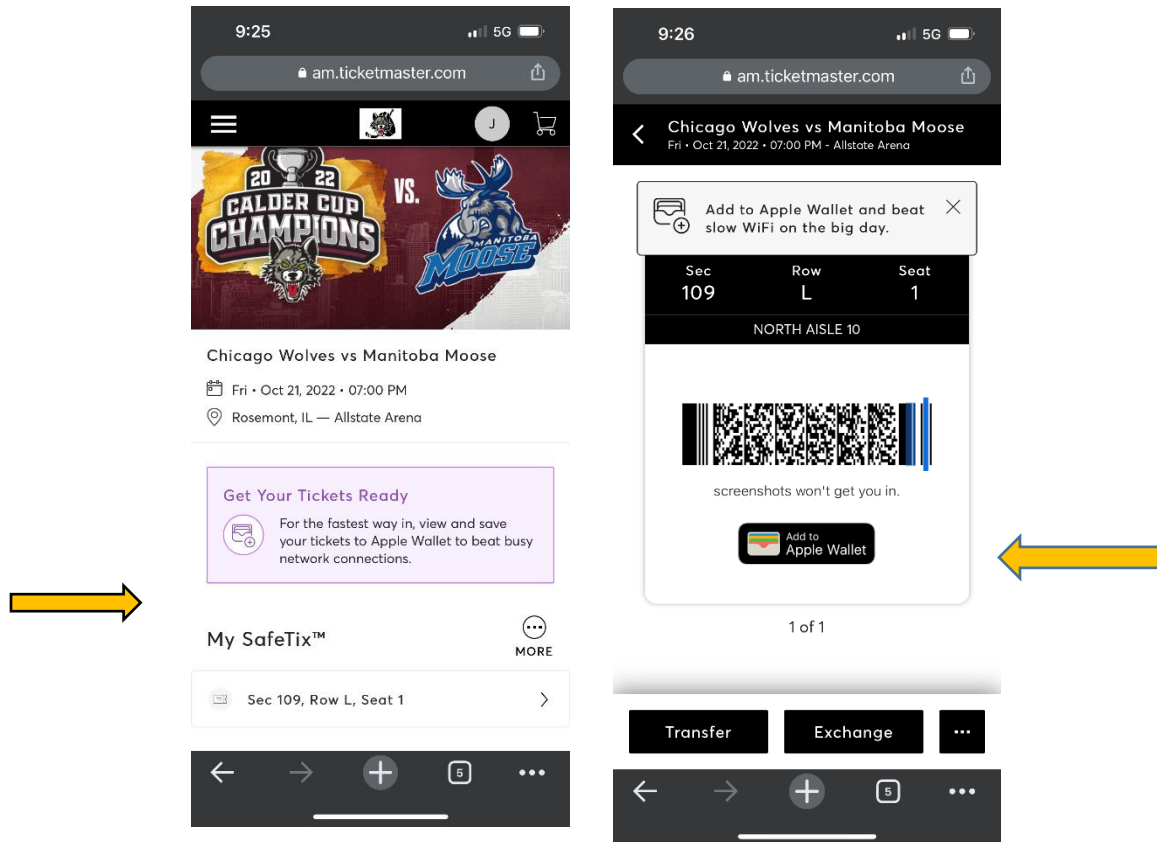 9:25
5G
am.ticketmaster.com
J
20 22
CALDER CUP
CHAMPIONS
VS.
MANITOBA
MOOSE
Chicago Wolves vs Manitoba Moose
Fri • Oct 21, 2022 • 07:00 PM
Rosemont, IL — Allstate Arena
Get Your Tickets Ready
For the fastest way in, view and save
your tickets to Apple Wallet to beat busy
network connections.
My SafeTix™
MORE
Sec 109, Row L, Seat 1
5
9:26
5G
am.ticketmaster.com
Chicago Wolves vs Manitoba Moose
Fri • Oct 21, 2022 • 07:00 PM - Allstate Arena
Add to Apple Wallet and beat
slow WiFi on the big day.
Sec Row Seat
109 L 1
NORTH AISLE 10
screenshots won't get you in.
Add to
Apple Wallet
1 of 1
Transfer Exchange
5